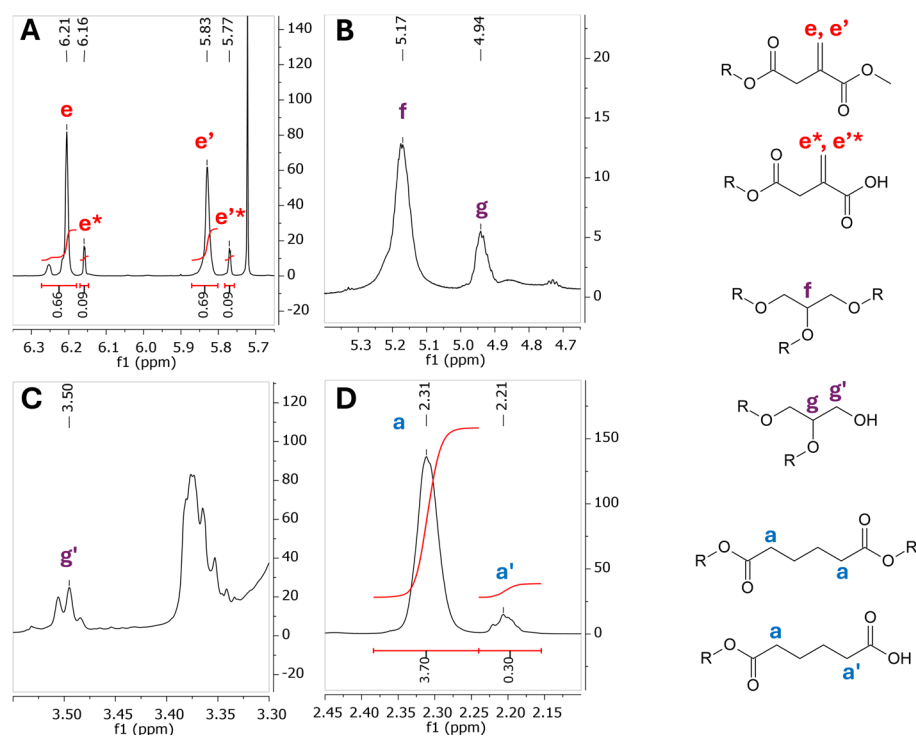 A
6.21
6.16
5.83
5.77
e
e*
e'
e'*
0.66
0.09
0.69
0.09
140
120
100
80
60
40
20
0
-20
6.3 6.2 6.1 6.0 5.9 5.8 5.7
f1 (ppm)
B
5.17
4.94
f
g
20
15
10
5
0
5.3 5.2 5.1 5.0 4.9 4.8 4.7
f1 (ppm)
C
3.50
g'
120
100
80
60
40
20
0
-20
3.50 3.45 3.40 3.35 3.30
f1 (ppm)
D
2.31
2.21
a
a'
3.70
0.30
150
100
50
0
2.45 2.40 2.35 2.30 2.25 2.20 2.15
f1 (ppm)
e, e'
O
R
O
O
O
e*, e'*
O
R
O
OH
O
f
R
O
O
R
O
R
g'
g
R
O
OH
O
R
O
a
R
O
O
R
a
O
O
a
R
O
OH
a'
O